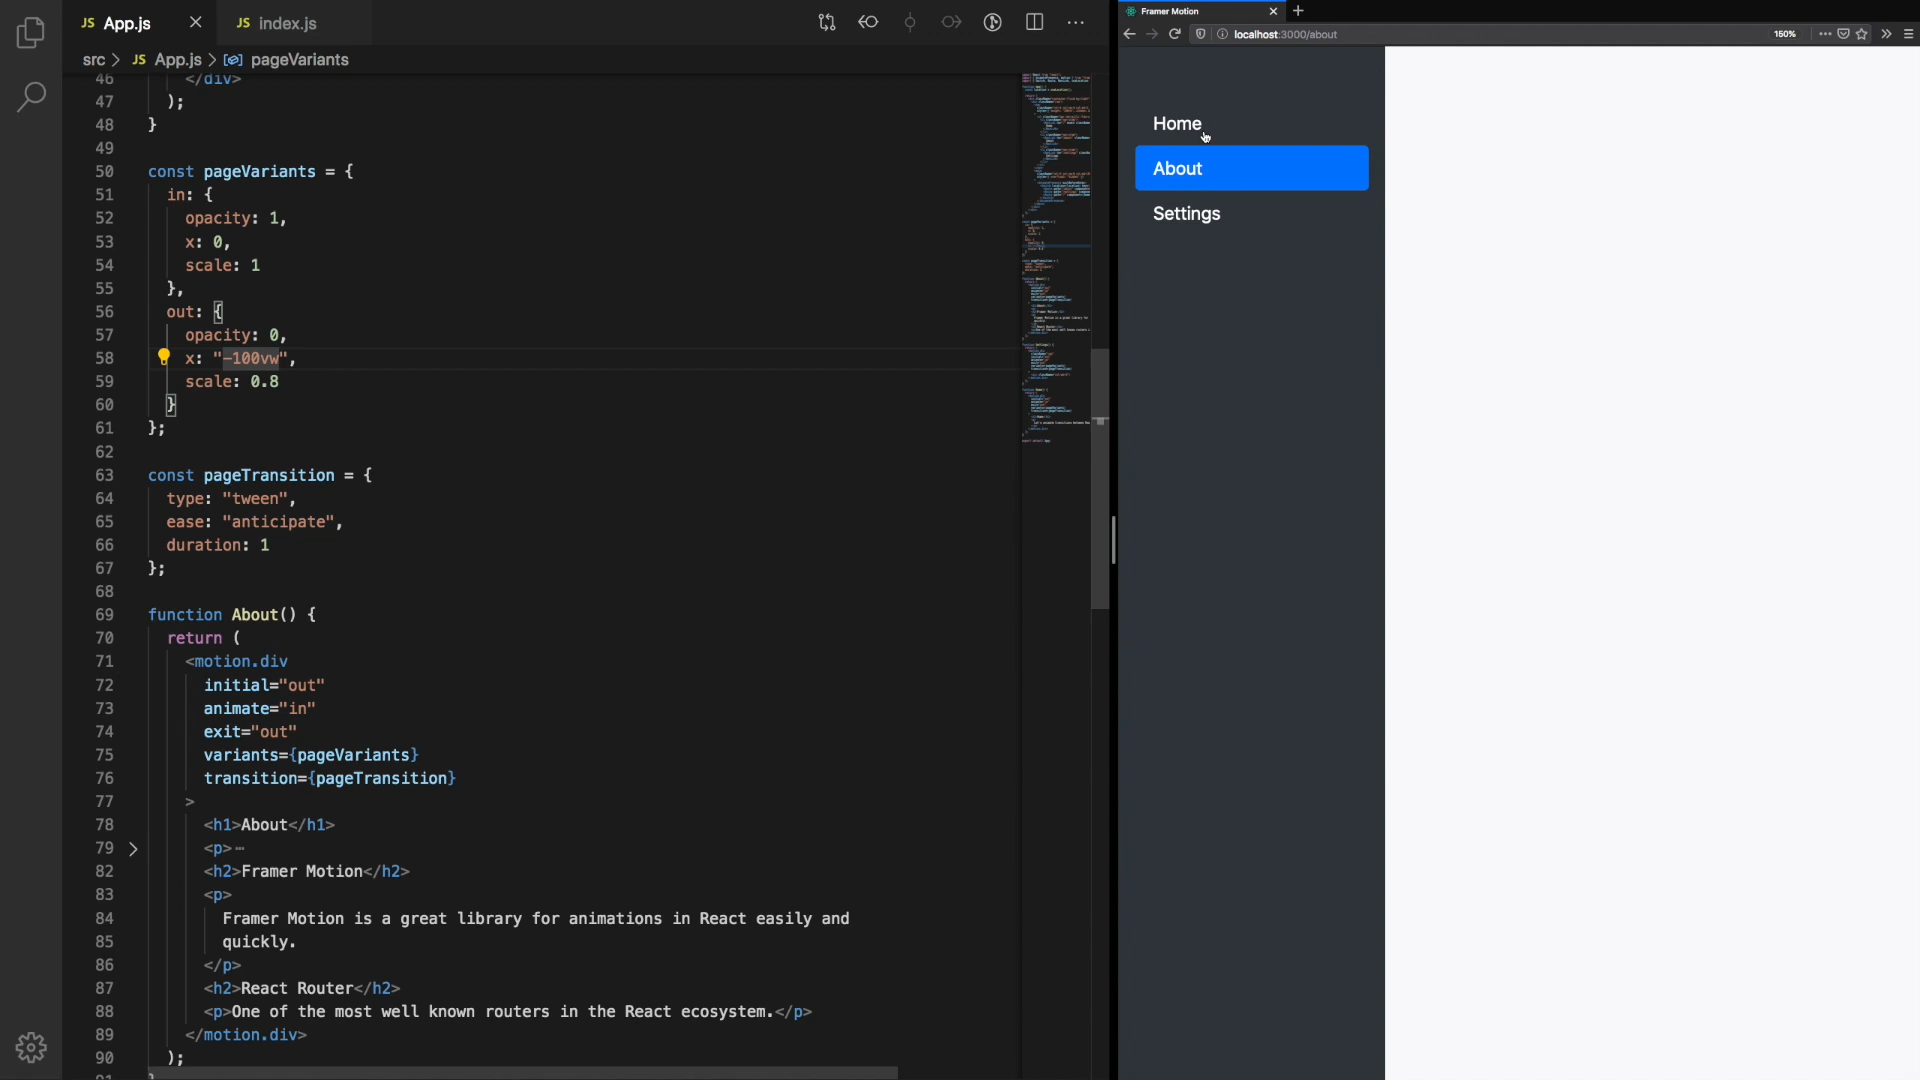 JS App.js
JS index.js
src > JS App.js > pageVariants
46 </div>
47 );
48 }
49
50 const pageVariants = {
51 in: {
52 opacity: 1,
53 x: 0,
54 scale: 1
55 },
56 out: {
57 opacity: 0,
58 x: "-100vw",
59 scale: 0.8
60 }
61 };
62
63 const pageTransition = {
64 type: "tween",
65 ease: "anticipate",
66 duration: 1
67 };
68
69 function About() {
70 return (
71 <motion.div
72 initial="out"
73 animate="in"
74 exit="out"
75 variants={pageVariants}
76 transition={pageTransition}
77 >
78 <h1>About</h1>
79 <p>…
82 <h2>Framer Motion</h2>
83 <p>
84 Framer Motion is a great library for animations in React easily and
85 quickly.
86 </p>
87 <h2>React Router</h2>
88 <p>One of the most well known routers in the React ecosystem.</p>
89 </motion.div>
90 );
91 }
Framer Motion
localhost:3000/about
150%
Home
About
Settings